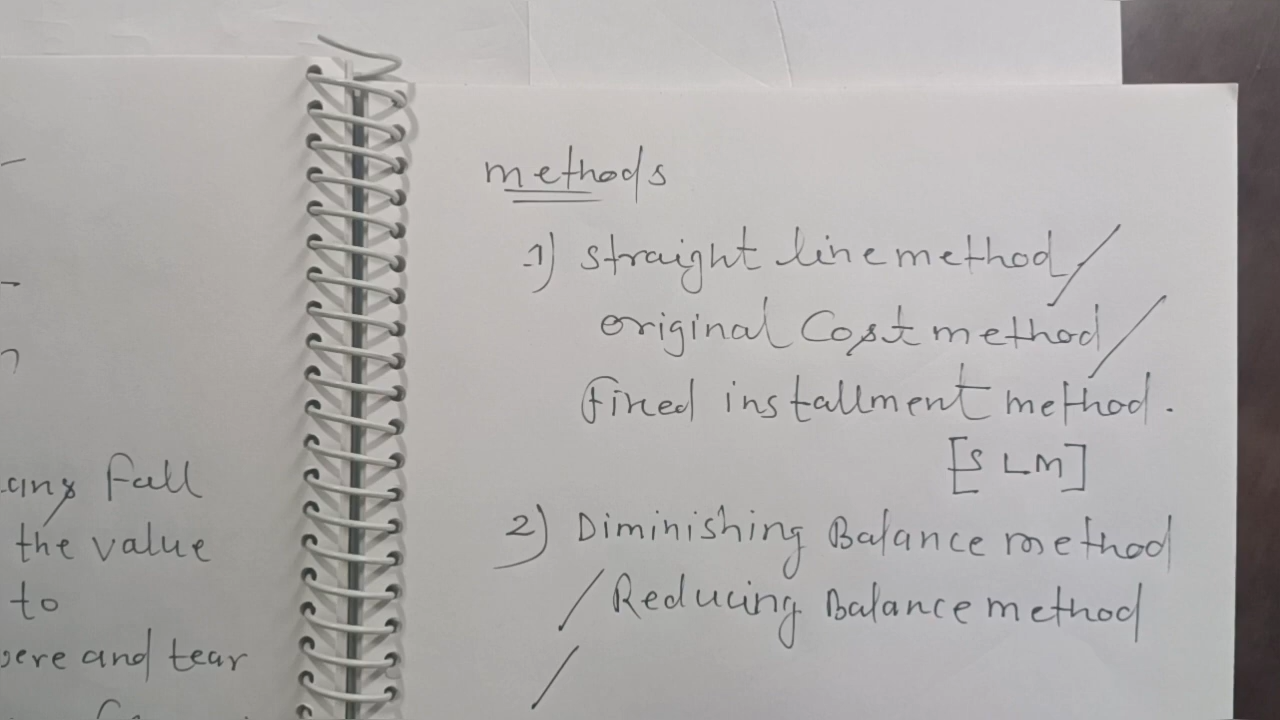 fall
the value
to
and tear
methods
1) straight line method/
original Cost method/
fixed installment method.
[SLM]
2) Diminishing Balance method
/ Reducing Balance method
/